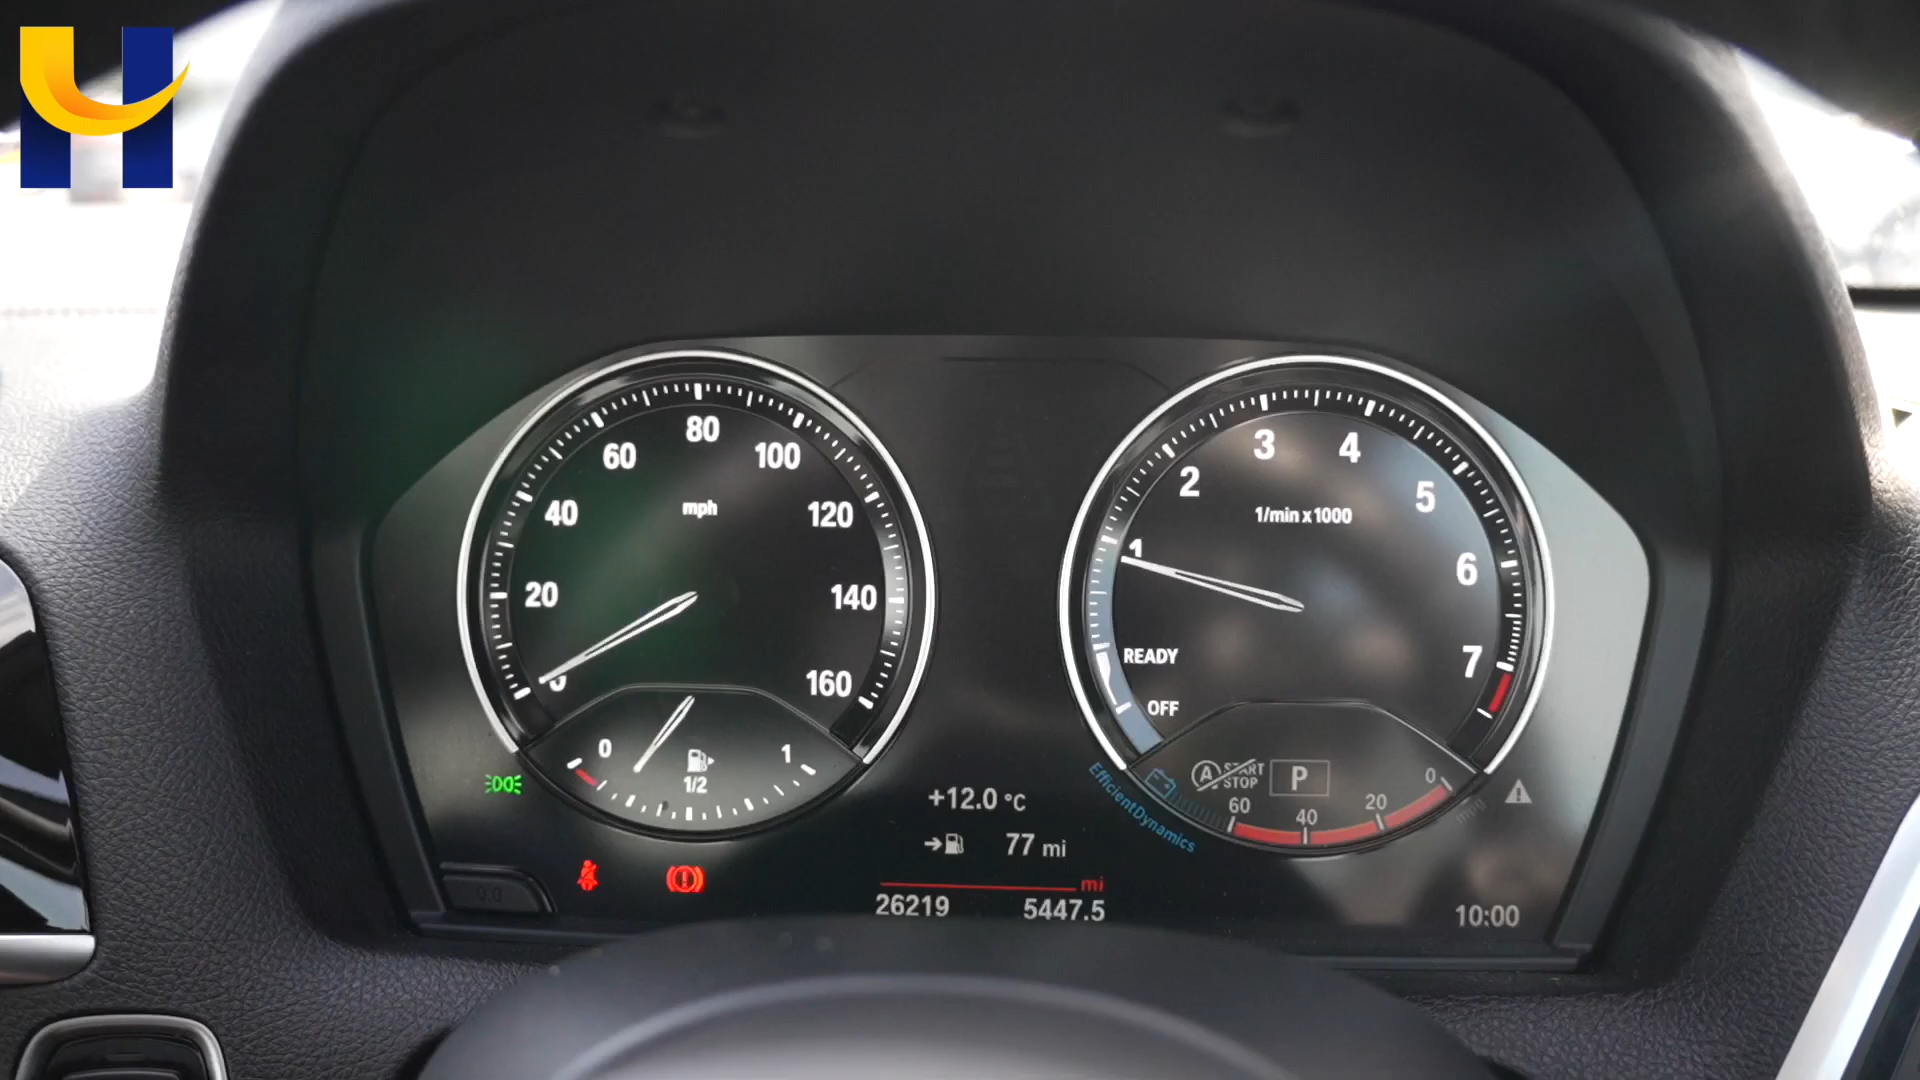 80
60
100
40
mph
120
20
140
160
0
1
1/2
3
4
2
5
1/min x 1000
1
6
READY
7
OFF
START
STOP
A
P
60
40
20
0
EfficientDynamics
+12.0 °C
77 mi
mi
26219
5447.5
10:00